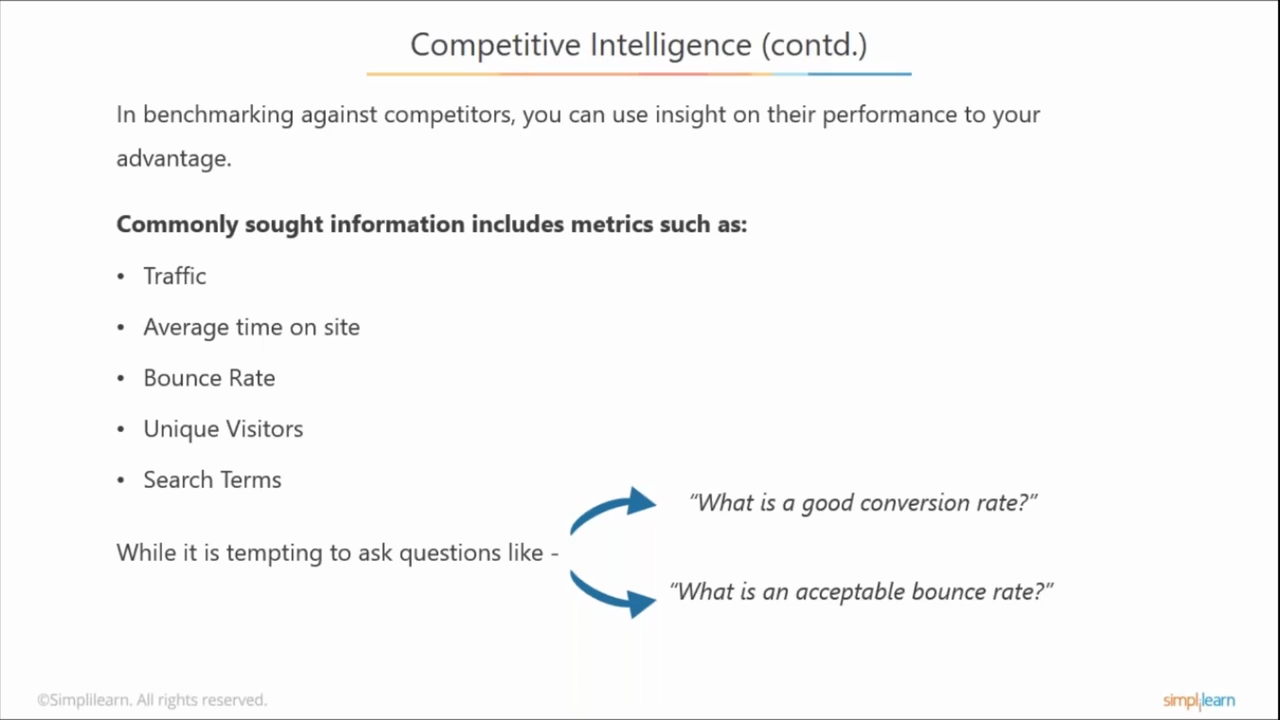 Competitive Intelligence (contd.)
In benchmarking against competitors, you can use insight on their performance to your
advantage.
Commonly sought information includes metrics such as:
• Traffic
• Average time on site
• Bounce Rate
• Unique Visitors
• Search Terms
“What is a good conversion rate?”
While it is tempting to ask questions like -
“What is an acceptable bounce rate?”
©Simplilearn. All rights reserved.
simplilearn